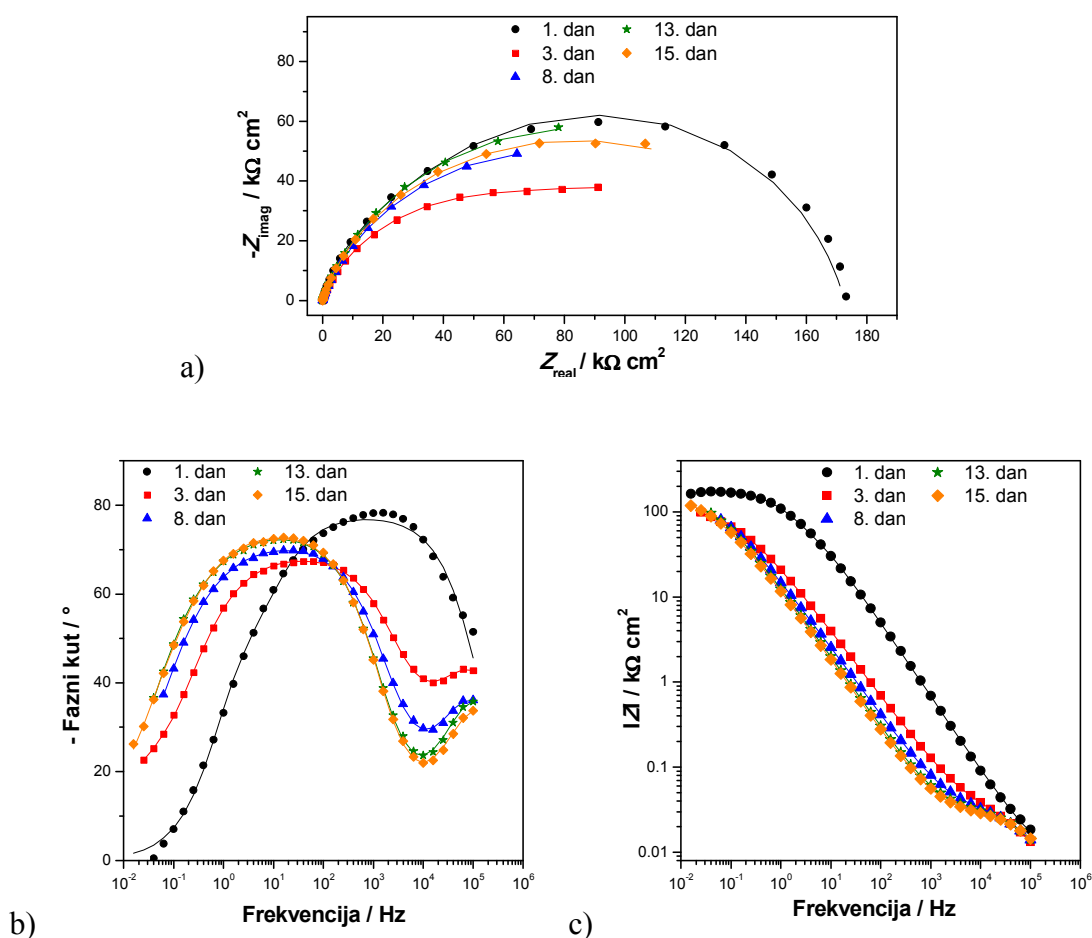 1. dan 13. dan
3. dan 15. dan
8. dan
80
60
40
20
0
-Zimag / kΩ cm²
0 20 40 60 80 100 120 140 160 180
Zreal / kΩ cm²
a)
1. dan 13. dan
3. dan 15. dan
8. dan
80
60
40
20
0
- Fazni kut / °
10⁻² 10⁻¹ 10⁰ 10¹ 10² 10³ 10⁴ 10⁵ 10⁶
Frekvencija / Hz
b)
1. dan 13. dan
3. dan 15. dan
8. dan
100
10
1
0.1
0.01
|Z| / kΩ cm²
10⁻² 10⁻¹ 10⁰ 10¹ 10² 10³ 10⁴ 10⁵ 10⁶
Frekvencija / Hz
c)